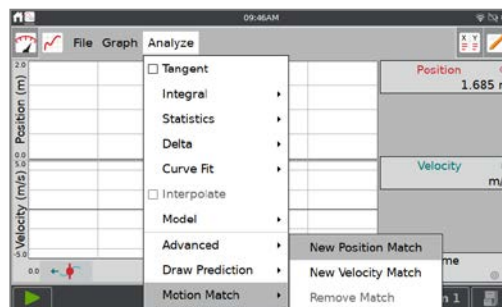 09:46AM
File Graph Analyze
X Y
2.0
Position (m)
0.0
5.0
Velocity (m/s)
-5.0
0.0
Tangent
Integral
Statistics
Delta
Curve Fit
Interpolate
Model
Advanced
Draw Prediction
Motion Match
New Position Match
New Velocity Match
Remove Match
Position
1.685
Velocity
m/
me
n 1